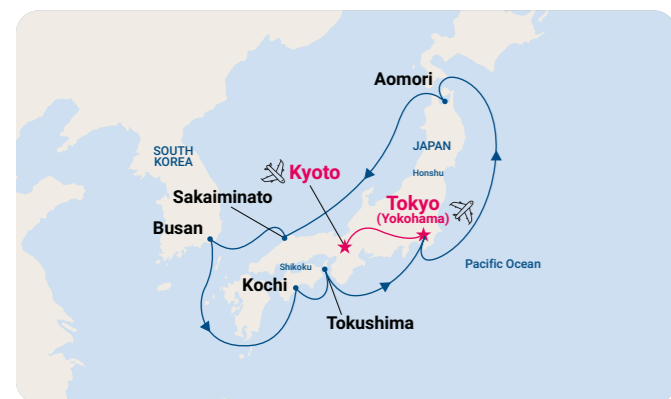 Aomori
SOUTH
KOREA
JAPAN
Kyoto
Honshu
Sakaiminato
Tokyo
(Yokohama)
Busan
Shikoku
Pacific Ocean
Kochi
Tokushima